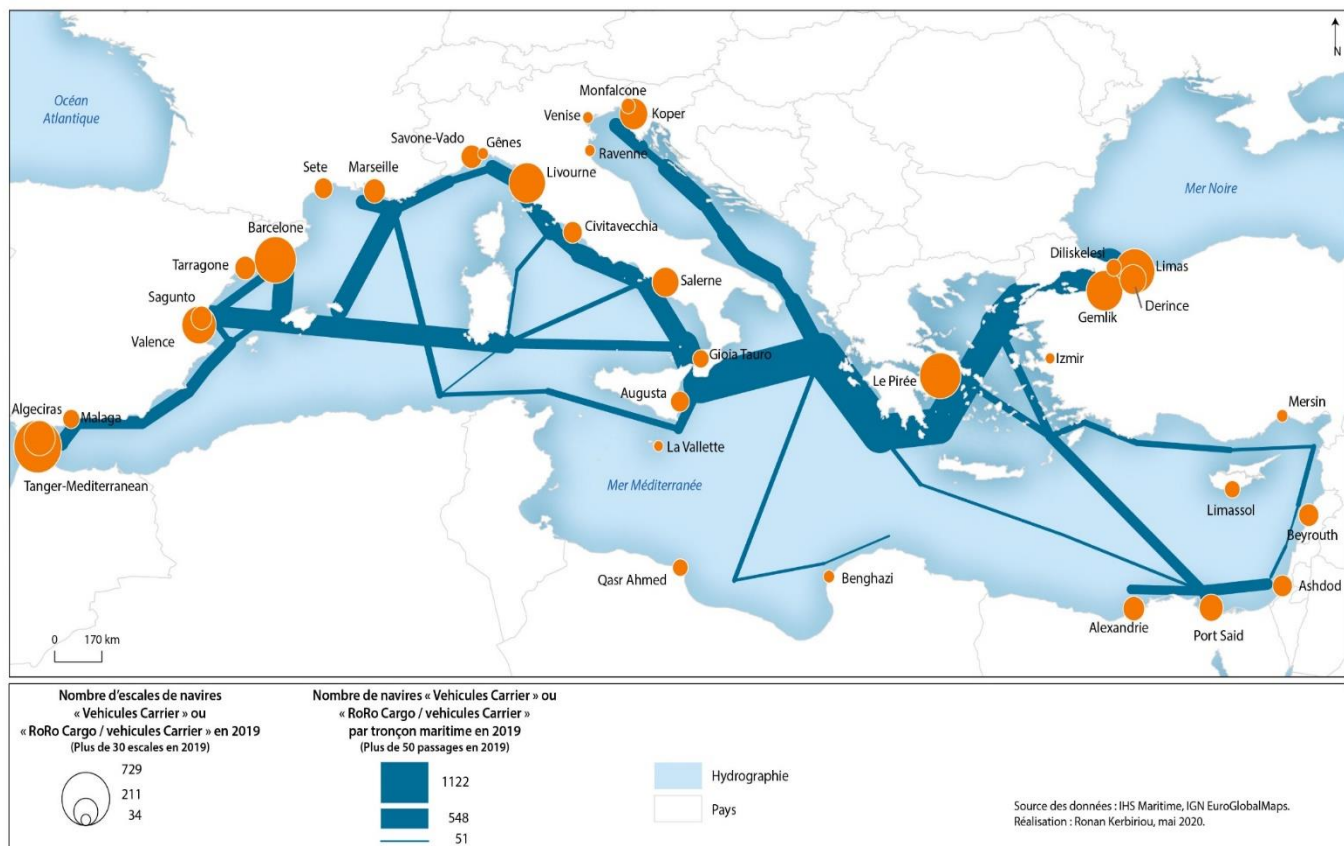 N
Océan
Atlantique
Monfalcone
Venise
Koper
Savone-Vado
Gênes
Ravenne
Mer Noire
Sete
Marseille
Livourne
Barcelone
Civitavecchia
Diliskelesi
Limas
Tarragone
Salerne
Derince
Sagunto
Gemlik
Valence
Gioia Tauro
Izmir
Le Pirée
Augusta
Algeciras
Malaga
Mersin
La Vallette
Tanger-Mediterranean
Mer Méditerranée
Limassol
Beyrouth
Qasr Ahmed
Benghazi
Ashdod
Alexandrie
Port Said
0 170 km
Nombre d'escales de navires
« Vehicules Carrier » ou
« RoRo Cargo / vehicules Carrier » en 2019
(Plus de 30 escales en 2019)
729
211
34
Nombre de navires « Vehicules Carrier » ou
« RoRo Cargo / vehicules Carrier »
par tronçon maritime en 2019
(Plus de 50 passages en 2019)
1122
548
51
Hydrographie
Pays
Source des données : IHS Maritime, IGN EuroGlobalMaps.
Réalisation : Ronan Kerbiriou, mai 2020.